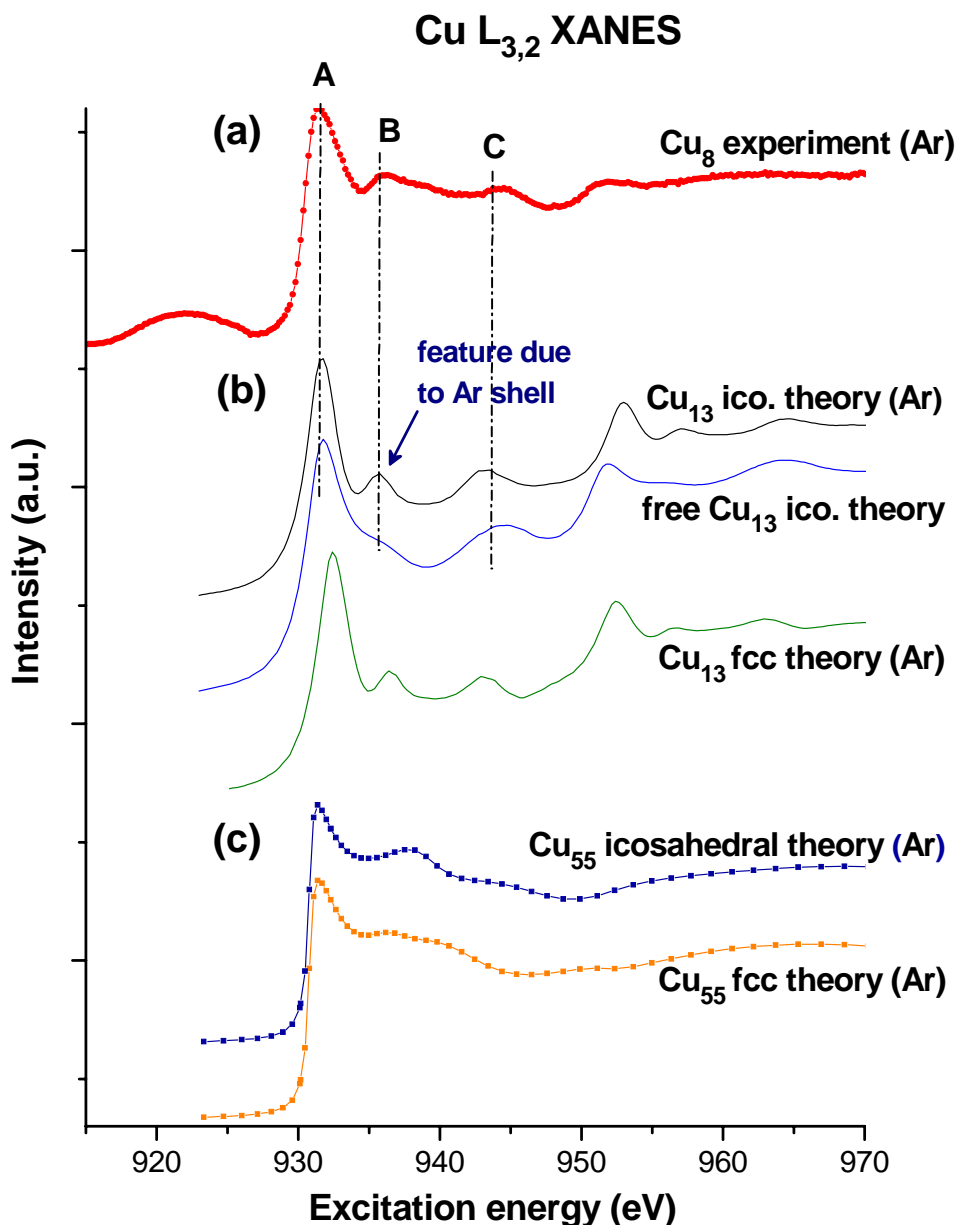 Cu L3,2 XANES
A
B
C
(a)
Cu8 experiment (Ar)
feature due
to Ar shell
(b)
Cu13 ico. theory (Ar)
free Cu13 ico. theory
Cu13 fcc theory (Ar)
(c)
Cu55 icosahedral theory (Ar)
Cu55 fcc theory (Ar)
Intensity (a.u.)
920 930 940 950 960 970
Excitation energy (eV)